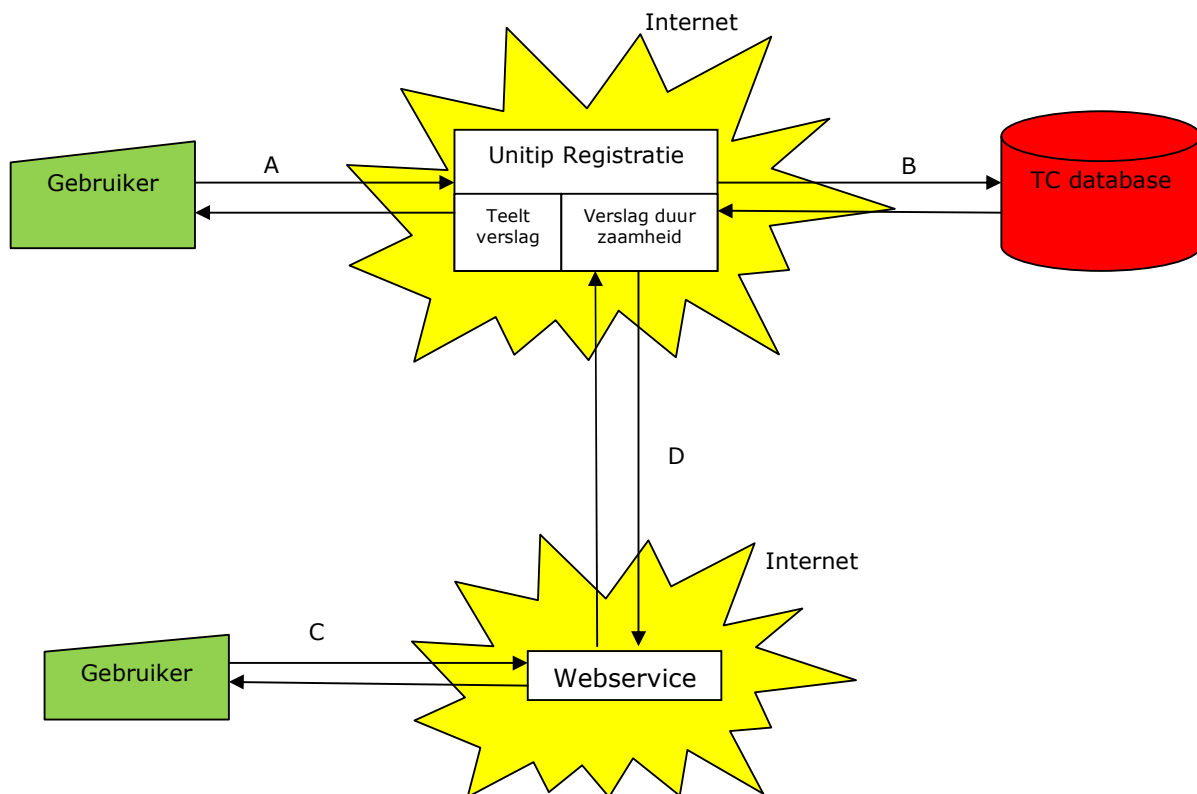 Internet
Unitip Registratie
A
B
Gebruiker
TC database
Teelt
verslag
Verslag duur
zaamheid
D
Internet
C
Gebruiker
Webservice